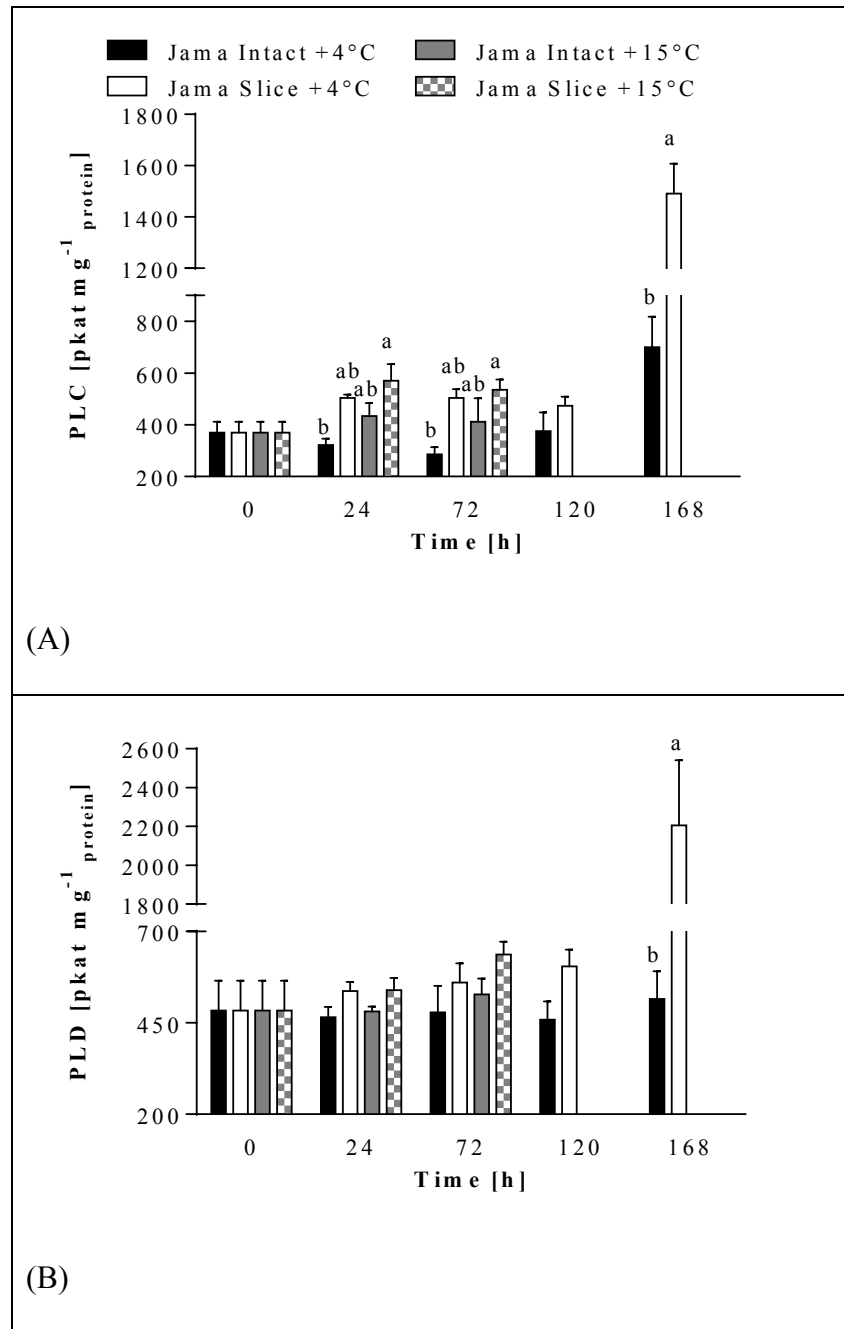 Jama Intact +4°C Jama Intact +15°C
Jama Slice +4°C Jama Slice +15°C
1800
1600
1400
1200
800
600
400
200
PLC [pkatmg-1 protein]
a
b
a
b ab ab
a
b ab ab
0 24 72 120 168
Time [h]
(A)
2600
2400
2200
2000
1800
700
450
200
PLD [pkat mg-1 protein]
a
b
0 24 72 120 168
Time [h]
(B)